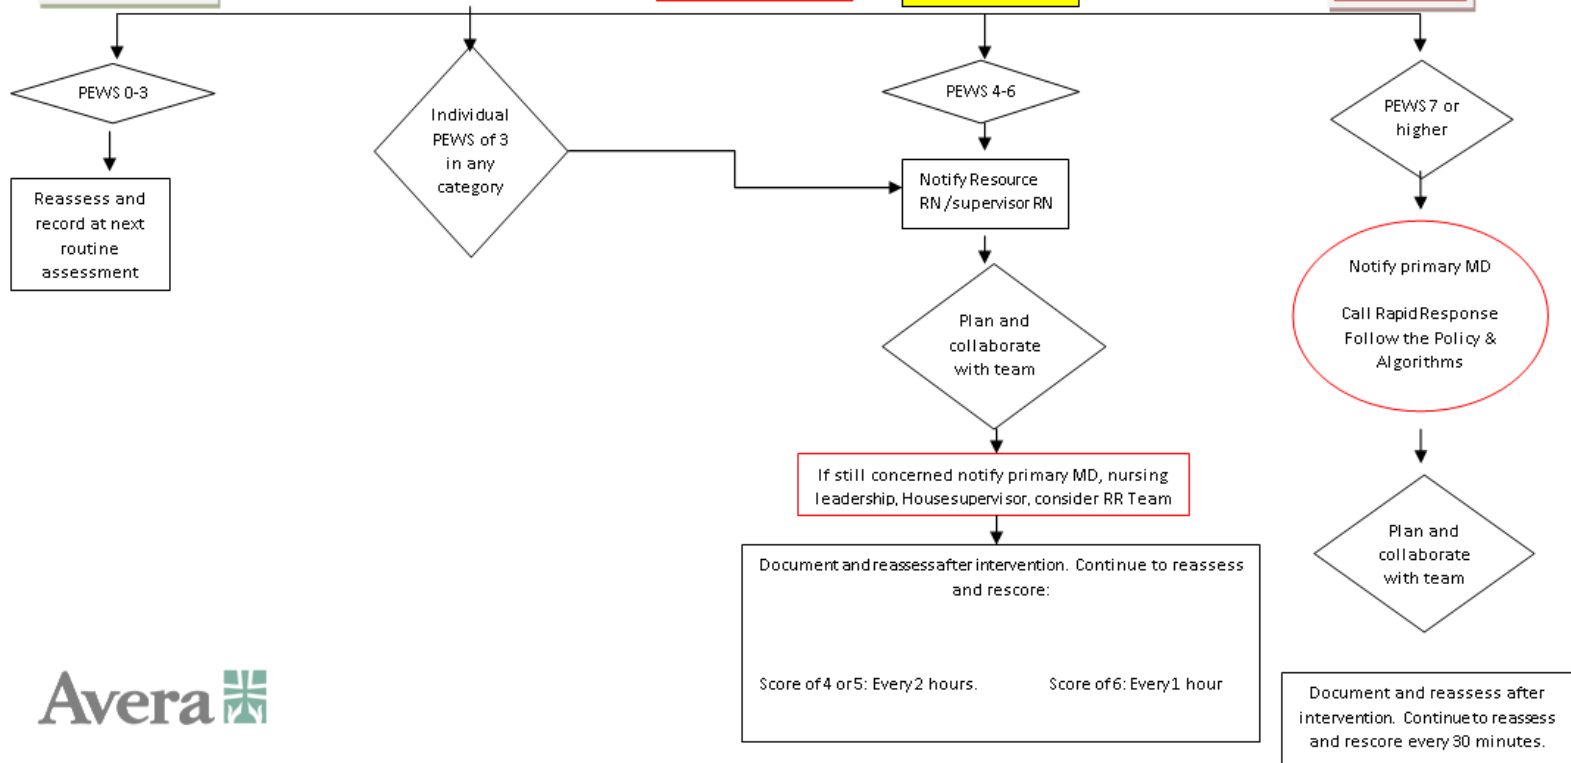 PEWS 0-3
Reassess and
record at next
routine
assessment
Individual
PEWS of 3
in any
category
PEWS 4-6
Notify Resource
RN /supervisor RN
Plan and
collaborate
with team
If still concerned notify primary MD, nursing
leadership, House supervisor, consider RR Team
Document and reassess after intervention. Continue to reassess
and rescore:
Score of 4 or 5: Every 2 hours.
Score of 6: Every 1 hour
PEWS 7 or
higher
Notify primary MD
Call Rapid Response
Follow the Policy &
Algorithms
Plan and
collaborate
with team
Document and reassess after
intervention. Continue to reassess
and rescore every 30 minutes.
Avera